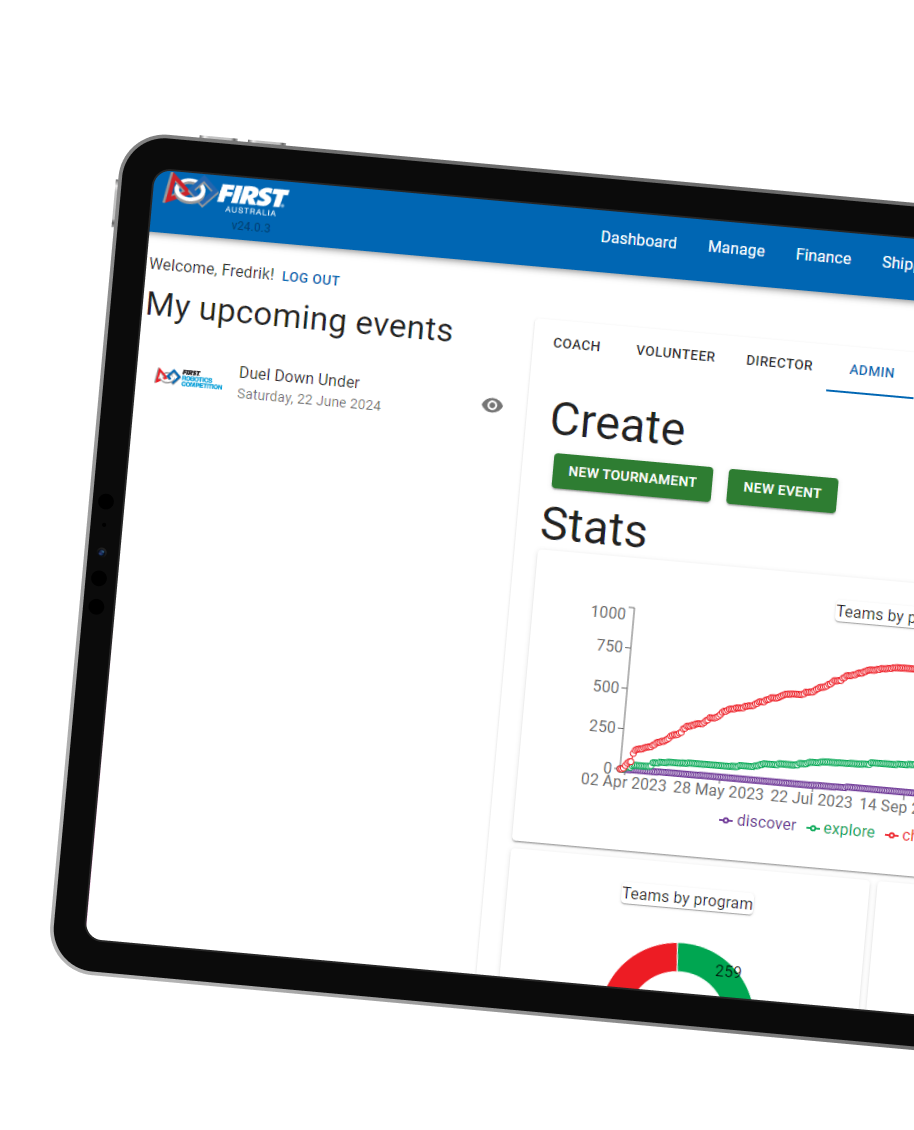 FIRST
AUSTRALIA
v24.0.3
Dashboard
Manage
Finance
Welcome, Fredrik! LOG OUT
My upcoming events
FIRST
ROBOTICS
COMPETITION
Duel Down Under
Saturday, 22 June 2024
COACH
VOLUNTEER
DIRECTOR
ADMIN
Create
NEW TOURNAMENT
NEW EVENT
Stats
Teams by
1000
750
500
250
0
02 Apr 2023
28 May 2023
22 Jul 2023
14 Sep
discover
explore
Teams by program
259